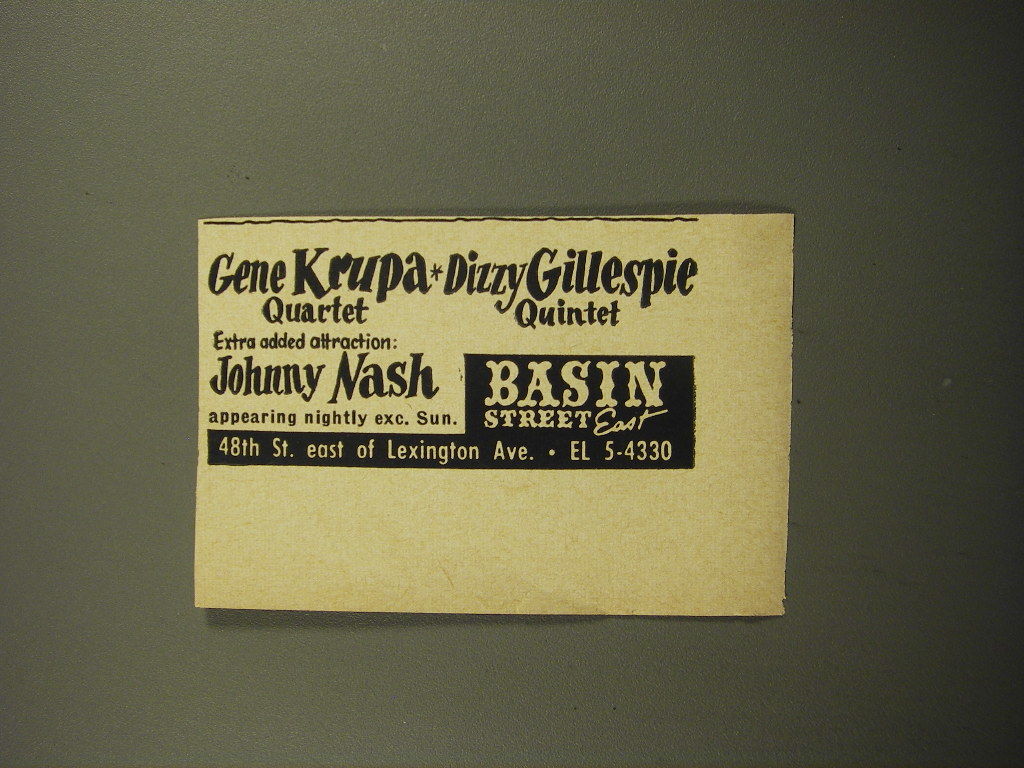 Gene Krupa * Dizzy Gillespie
Quartet Quintet
Extra added attraction:
Johnny Nash
appearing nightly exc. Sun.
BASIN
STREET East
48th St. east of Lexington Ave. • EL 5-4330